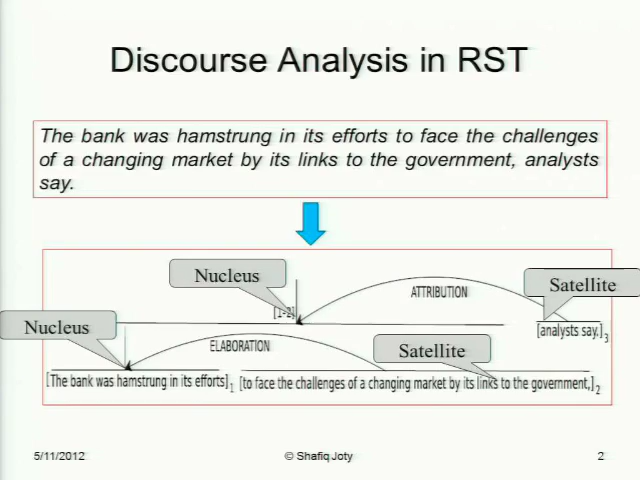 Discourse Analysis in RST
The bank was hamstrung in its efforts to face the challenges
of a changing market by its links to the government, analysts
say.
Nucleus
ATTRIBUTION
Satellite
[1-2]
Nucleus
[analysts say.]3
ELABORATION
Satellite
[The bank was hamstrung in its efforts]1 [to face the challenges of a changing market by its links to the government,]2
5/11/2012 © Shafiq Joty 2